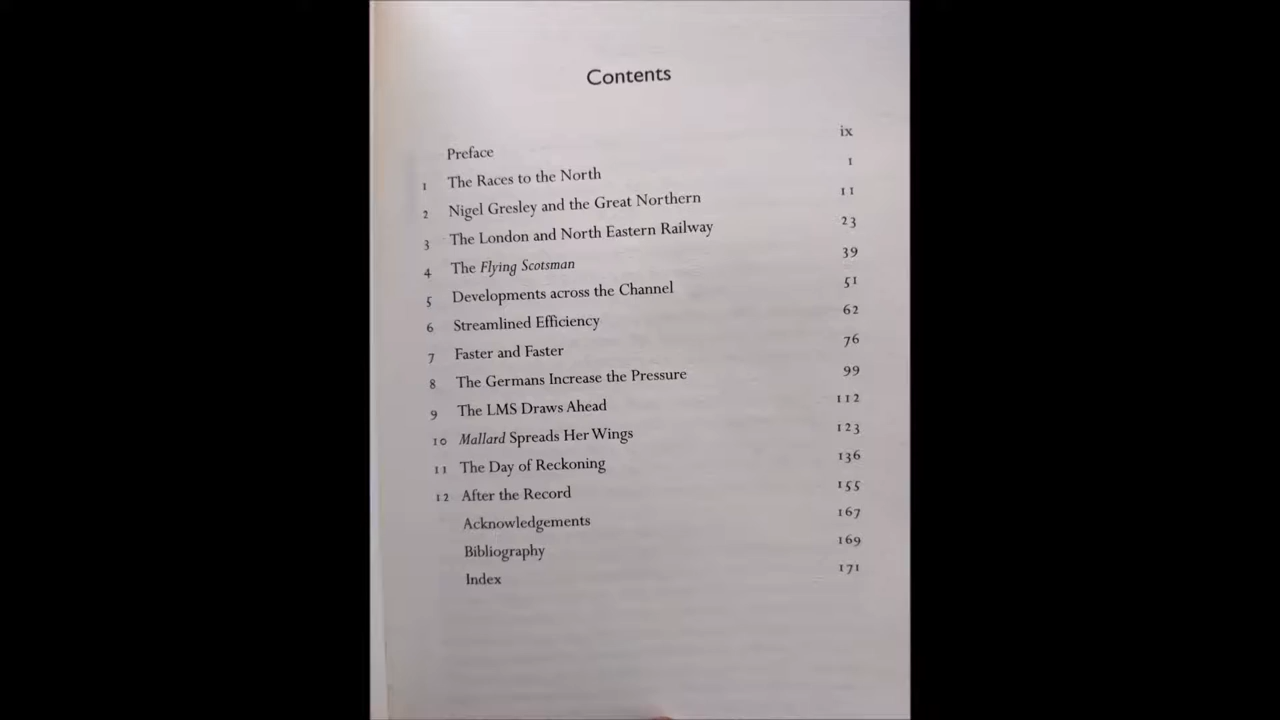 Contents
Preface ix
1 The Races to the North 1
2 Nigel Gresley and the Great Northern 11
3 The London and North Eastern Railway 23
4 The Flying Scotsman 39
5 Developments across the Channel 51
6 Streamlined Efficiency 62
7 Faster and Faster 76
8 The Germans Increase the Pressure 99
9 The LMS Draws Ahead 112
10 Mallard Spreads Her Wings 123
11 The Day of Reckoning 136
12 After the Record 155
Acknowledgements 167
Bibliography 169
Index 171